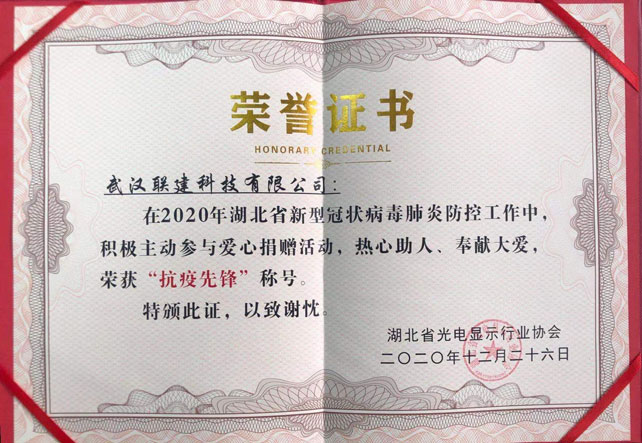 荣誉证书
HONORARY CREDENTIAL
武汉联建科技有限公司:
在2020年湖北省新型冠状病毒肺炎防控工作中,
积极主动参与爱心捐赠活动，热心助人、奉献大爱，
荣获“抗疫先锋”称号。
特颁此证，以致谢忱。
湖北省光电显示行业协会
二〇二〇年十二月二十六日